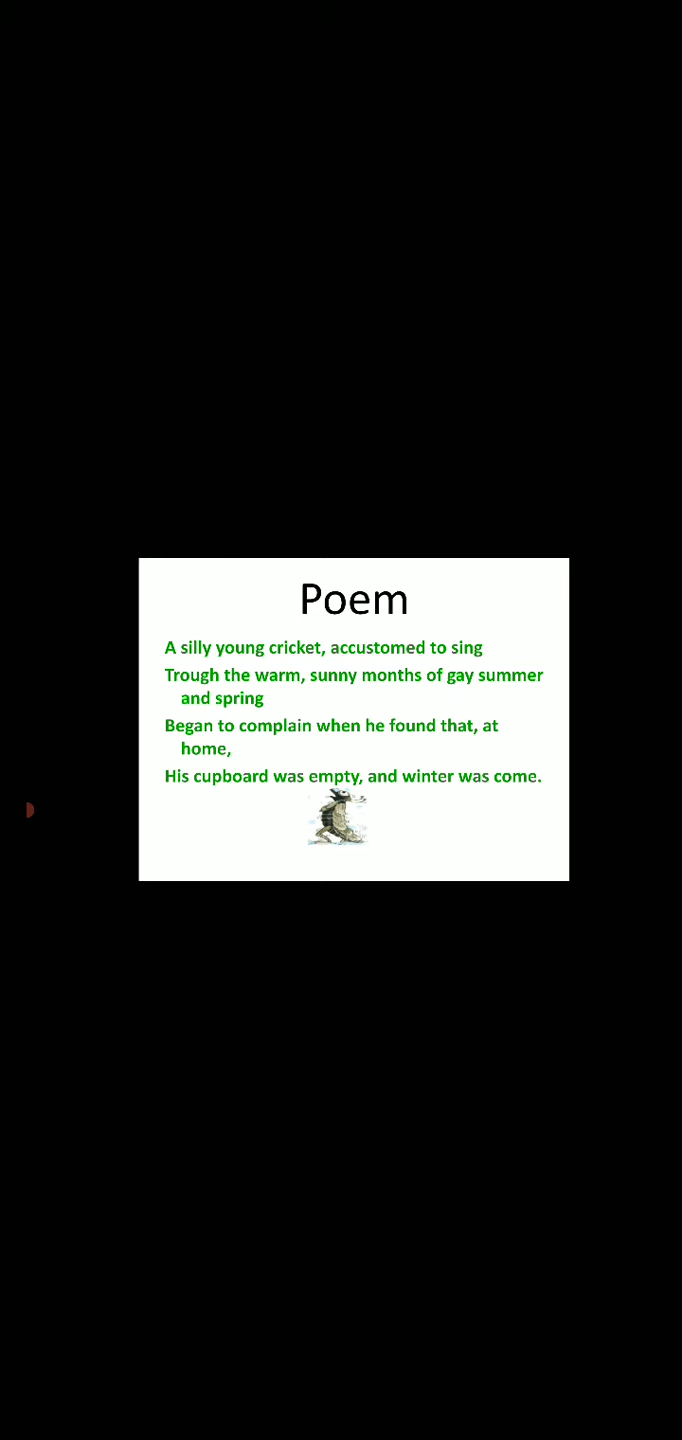 Poem
A silly young cricket, accustomed to sing
Trough the warm, sunny months of gay summer
and spring
Began to complain when he found that, at
home,
His cupboard was empty, and winter was come.